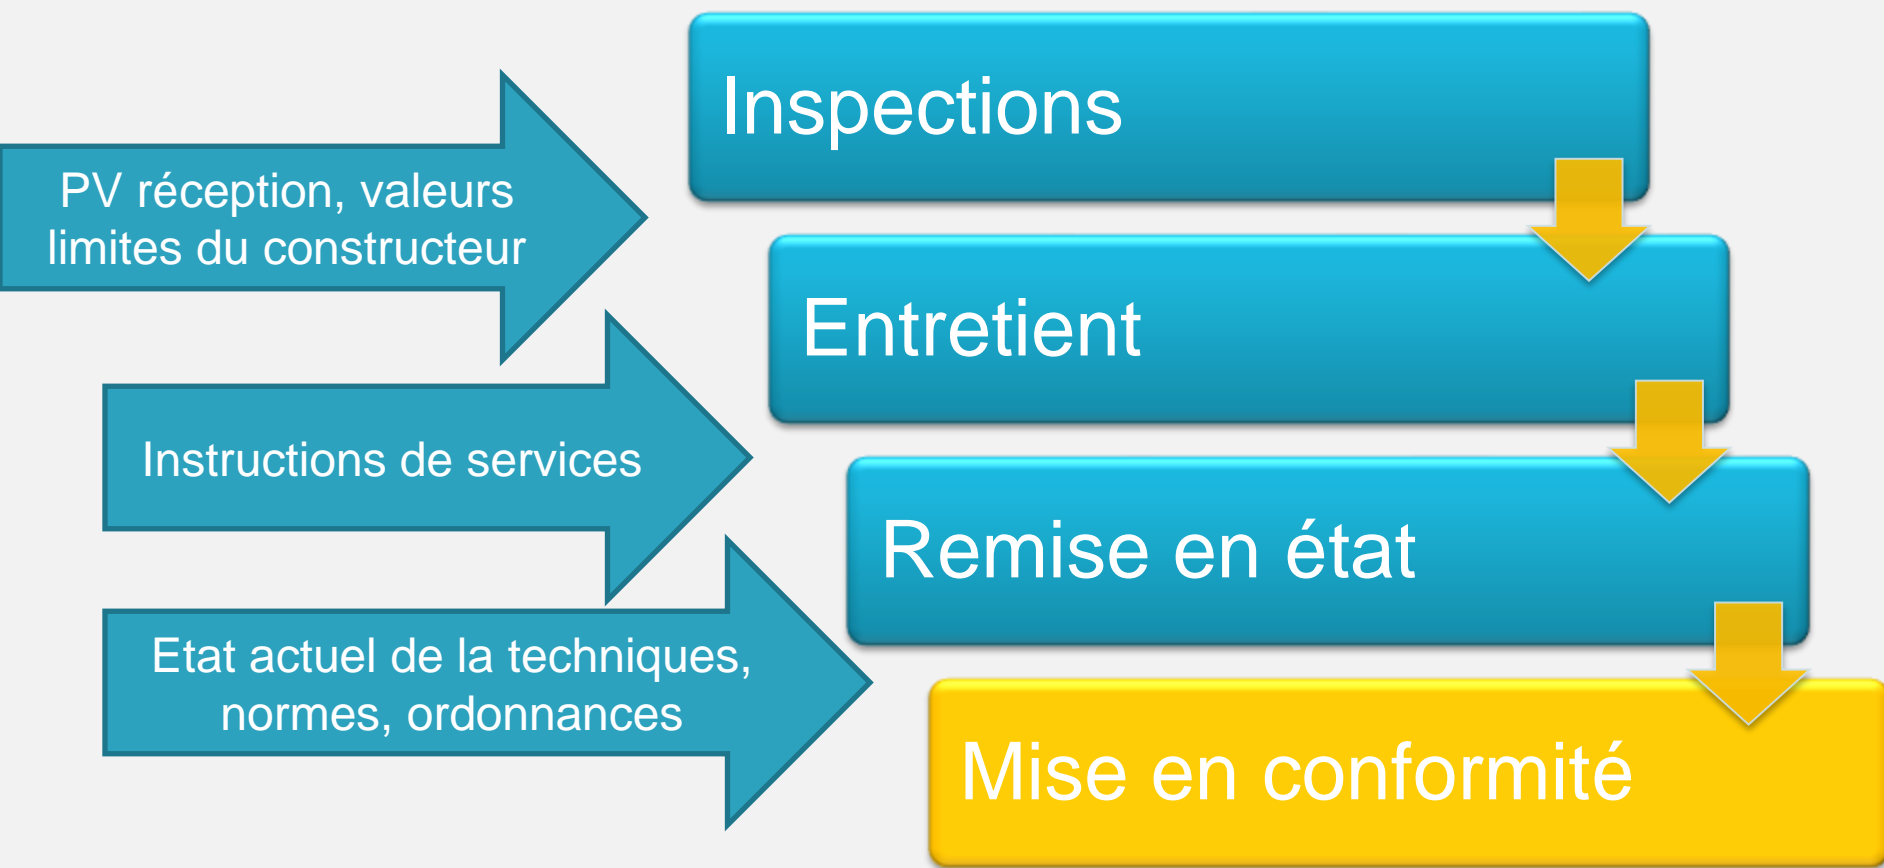 Inspections
PV réception, valeurs
limites du constructeur
Entretient
Instructions de services
Remise en état
Etat actuel de la techniques,
normes, ordonnances
Mise en conformité